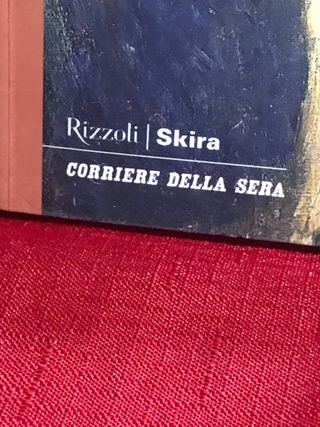 Rizzoli | Skira
CORRIERE DELLA SERA